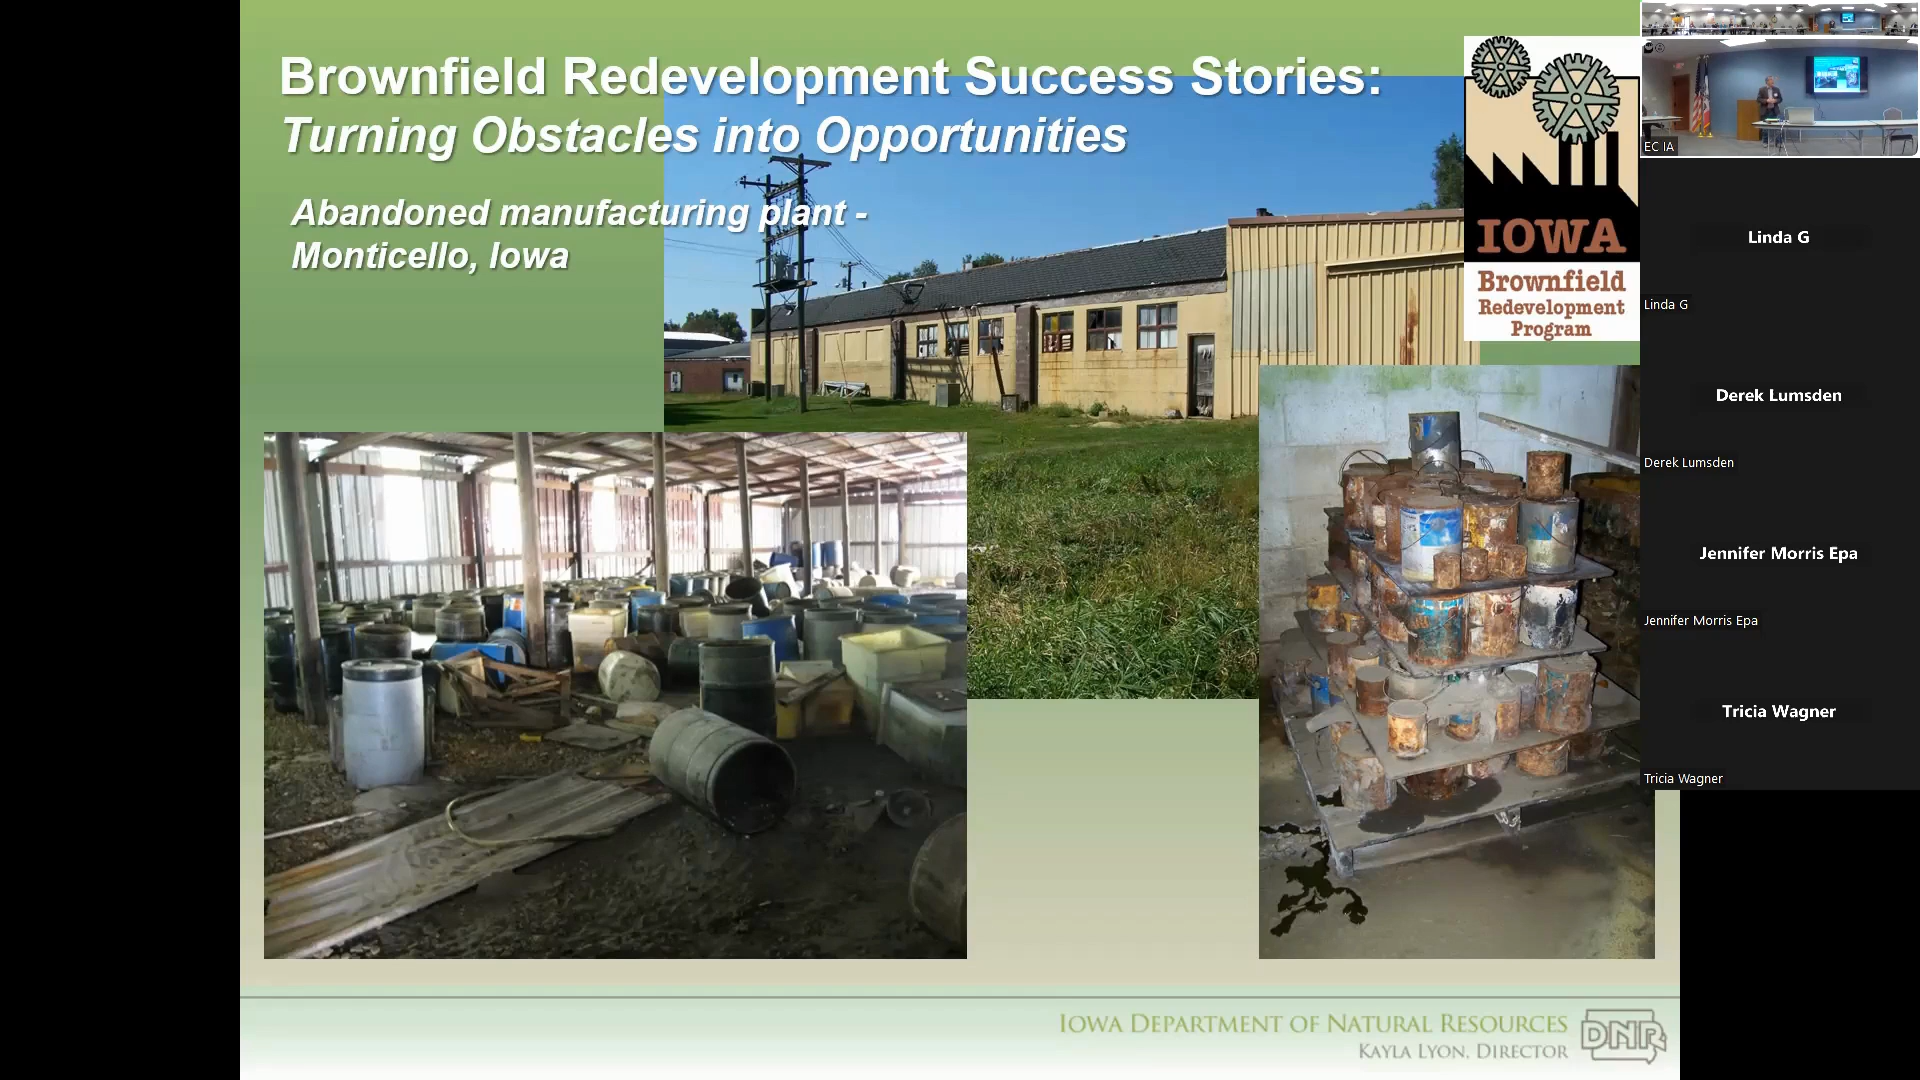 Brownfield Redevelopment Success Stories:
Turning Obstacles into Opportunities
Abandoned manufacturing plant -
Monticello, Iowa
IOWA
Brownfield
Redevelopment
Program
IOWA DEPARTMENT OF NATURAL RESOURCES
KAYLA LYON, DIRECTOR
DNR
EC IA
Linda G
Linda G
Derek Lumsden
Derek Lumsden
Jennifer Morris Epa
Jennifer Morris Epa
Tricia Wagner
Tricia Wagner